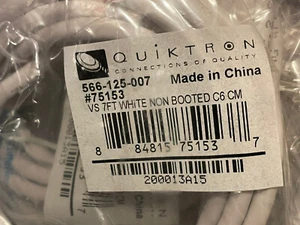 QUIKTRON
CONNECTIONS OF QUALITY
566-125-007 Made in China
#75153
VS 7FT WHITE NON BOOTED C6 CM
8 84815 75153 7
200013A15